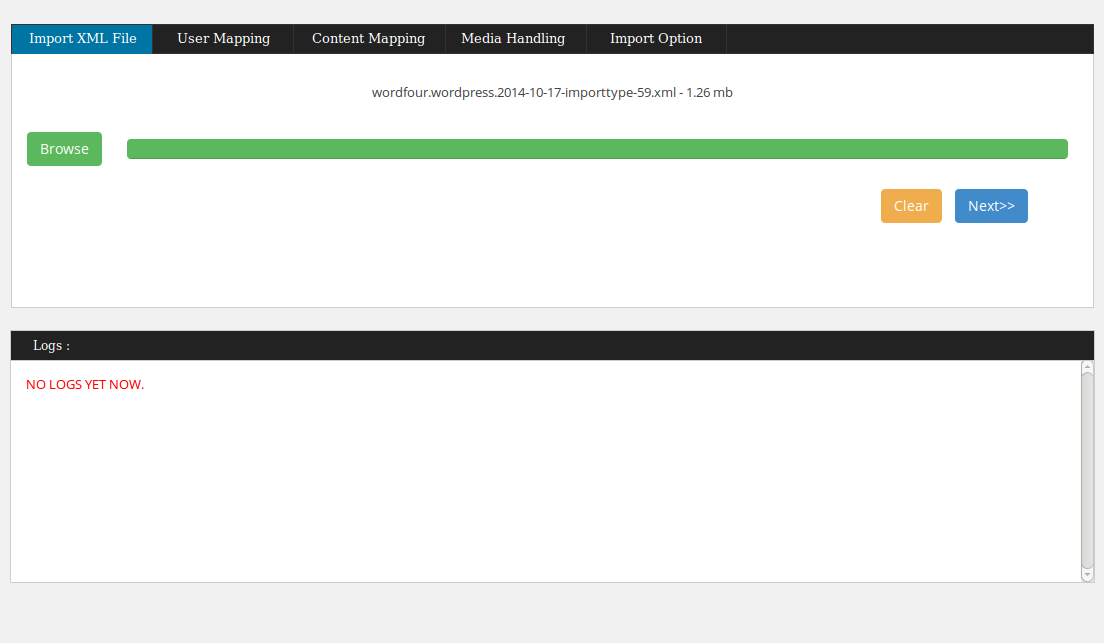 Import XML File User Mapping Content Mapping Media Handling Import Option
wordfour.wordpress.2014-10-17-importtype-59.xml - 1.26 mb
Browse
Clear Next>>
Logs :
NO LOGS YET NOW.